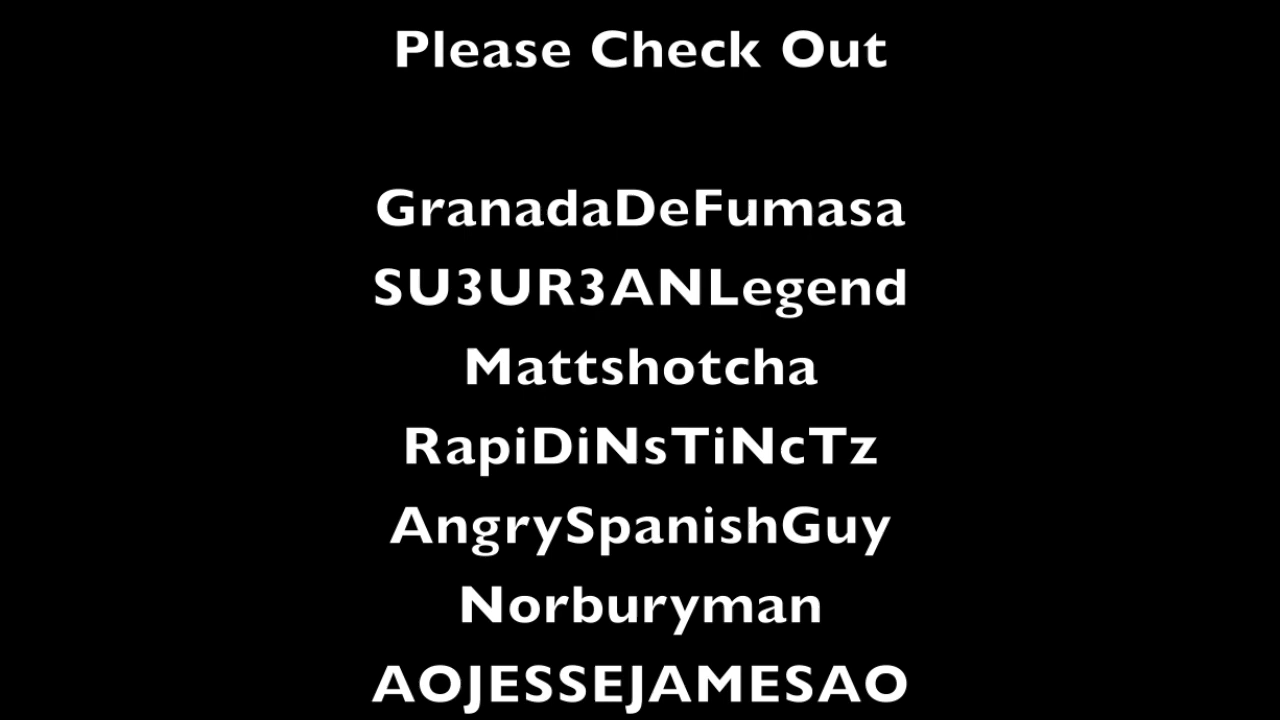 Please Check Out
GranadaDeFumasa
SU3UR3ANLegend
Mattshotcha
RapiDiNsTiNcTz
AngrySpanishGuy
Norburyman
AOJESSEJAMESAO